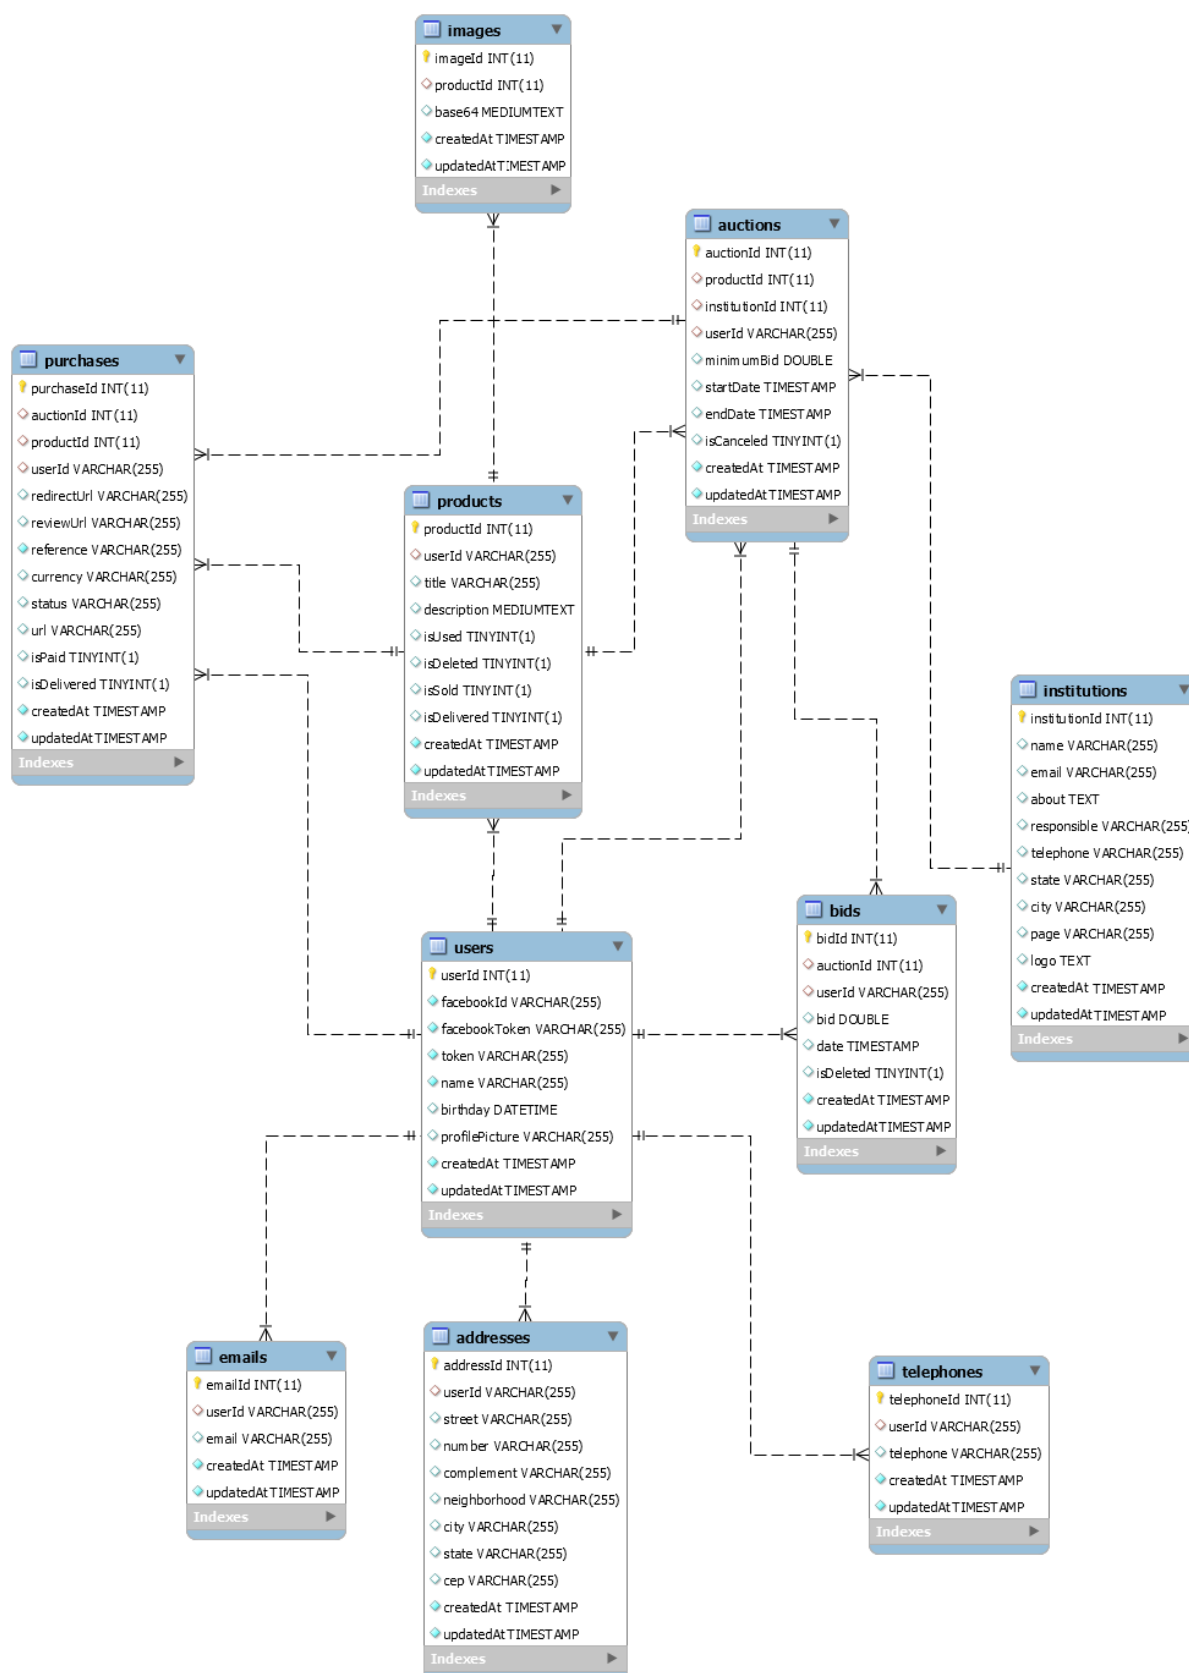 images
imageId INT(11)
productId INT(11)
base64 MEDIUMTEXT
createdAt TIMESTAMP
updatedAt TIMESTAMP
Indexes
auctions
auctionId INT(11)
productId INT(11)
institutionId INT(11)
userId VARCHAR(255)
minimumBid DOUBLE
startDate TIMESTAMP
endDate TIMESTAMP
isCanceled TINYINT(1)
createdAt TIMESTAMP
updatedAt TIMESTAMP
Indexes
purchases
purchaseId INT(11)
auctionId INT(11)
productId INT(11)
userId VARCHAR(255)
redirectUrl VARCHAR(255)
reviewUrl VARCHAR(255)
reference VARCHAR(255)
currency VARCHAR(255)
status VARCHAR(255)
url VARCHAR(255)
isPaid TINYINT(1)
isDelivered TINYINT(1)
createdAt TIMESTAMP
updatedAt TIMESTAMP
Indexes
products
productId INT(11)
userId VARCHAR(255)
title VARCHAR(255)
description MEDIUMTEXT
isUsed TINYINT(1)
isDeleted TINYINT(1)
isSold TINYINT(1)
isDelivered TINYINT(1)
createdAt TIMESTAMP
updatedAt TIMESTAMP
Indexes
institutions
institutionId INT(11)
name VARCHAR(255)
email VARCHAR(255)
about TEXT
responsible VARCHAR(255)
telephone VARCHAR(255)
state VARCHAR(255)
city VARCHAR(255)
page VARCHAR(255)
logo TEXT
createdAt TIMESTAMP
updatedAt TIMESTAMP
Indexes
bids
bidId INT(11)
auctionId INT(11)
userId VARCHAR(255)
bid DOUBLE
date TIMESTAMP
isDeleted TINYINT(1)
createdAt TIMESTAMP
updatedAt TIMESTAMP
Indexes
users
userId INT(11)
facebookId VARCHAR(255)
facebookToken VARCHAR(255)
token VARCHAR(255)
name VARCHAR(255)
birthday DATETIME
profilePicture VARCHAR(255)
createdAt TIMESTAMP
updatedAt TIMESTAMP
Indexes
emails
emailId INT(11)
userId VARCHAR(255)
email VARCHAR(255)
createdAt TIMESTAMP
updatedAt TIMESTAMP
Indexes
addresses
addressId INT(11)
userId VARCHAR(255)
street VARCHAR(255)
number VARCHAR(255)
complement VARCHAR(255)
neighborhood VARCHAR(255)
city VARCHAR(255)
state VARCHAR(255)
cep VARCHAR(255)
createdAt TIMESTAMP
updatedAt TIMESTAMP
Indexes
telephones
telephoneId INT(11)
userId VARCHAR(255)
telephone VARCHAR(255)
createdAt TIMESTAMP
updatedAt TIMESTAMP
Indexes